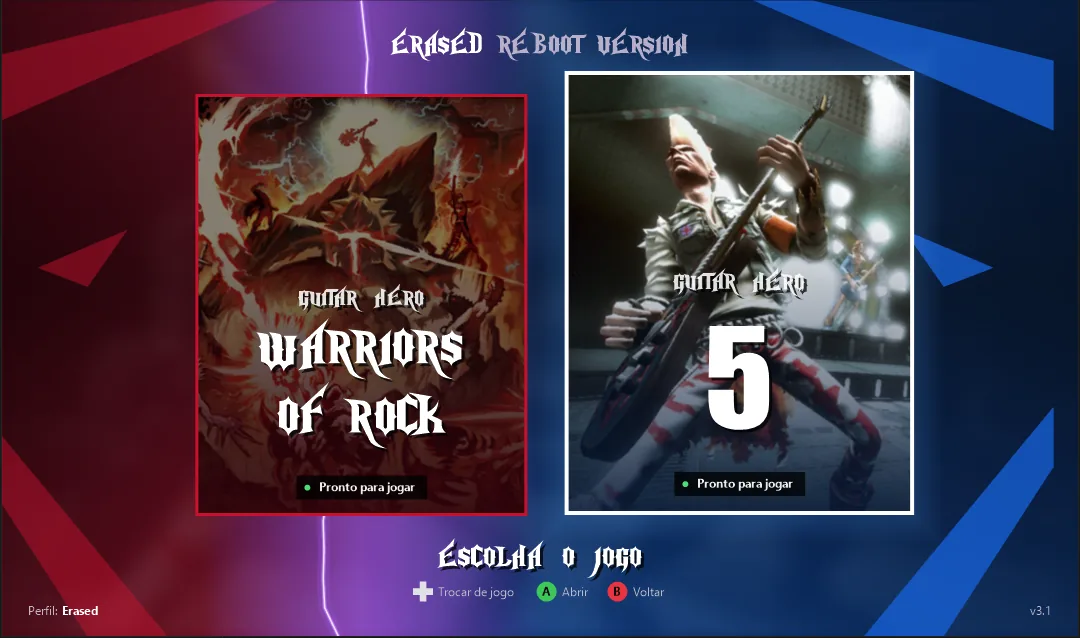 ERASED REBOOT VERSION
GUITAR HERO
WARRIORS
OF ROCK
Pronto para jogar
GUITAR HERO
5
Pronto para jogar
ESCOLHA O JOGO
Trocar de jogo A Abrir B Voltar
Perfil: Erased
v3.1